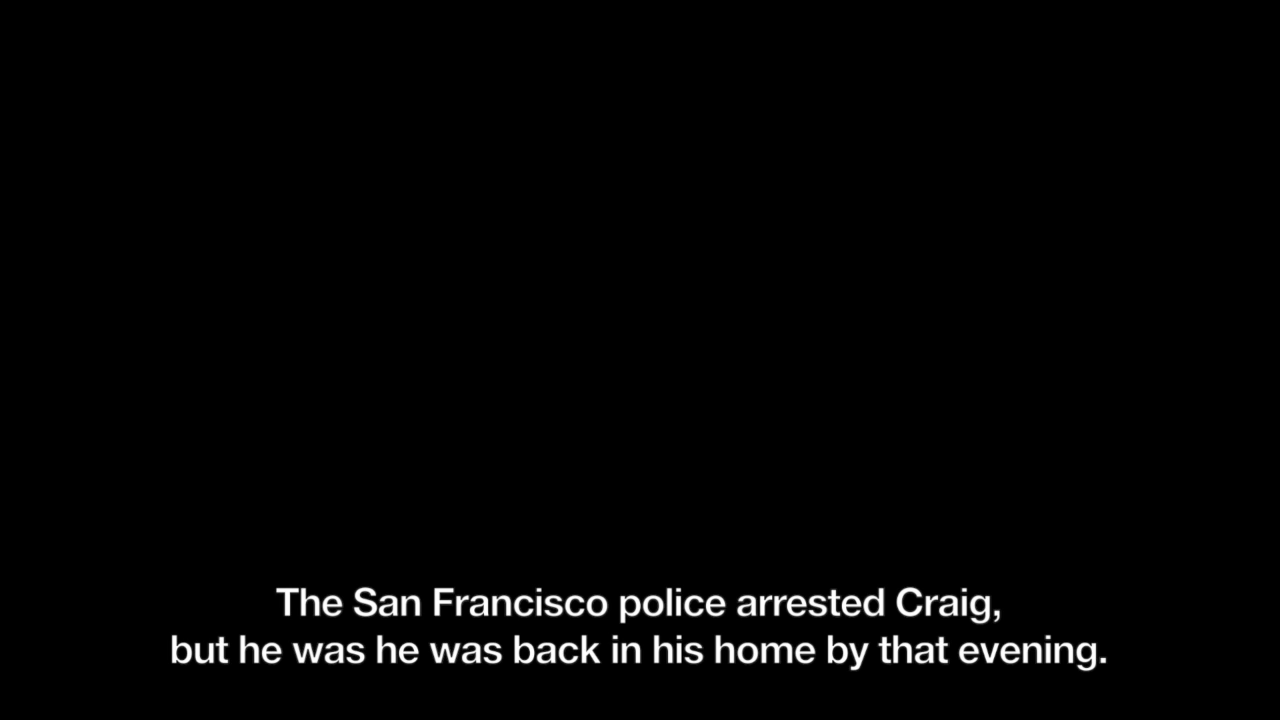 The San Francisco police arrested Craig,
but he was he was back in his home by that evening.